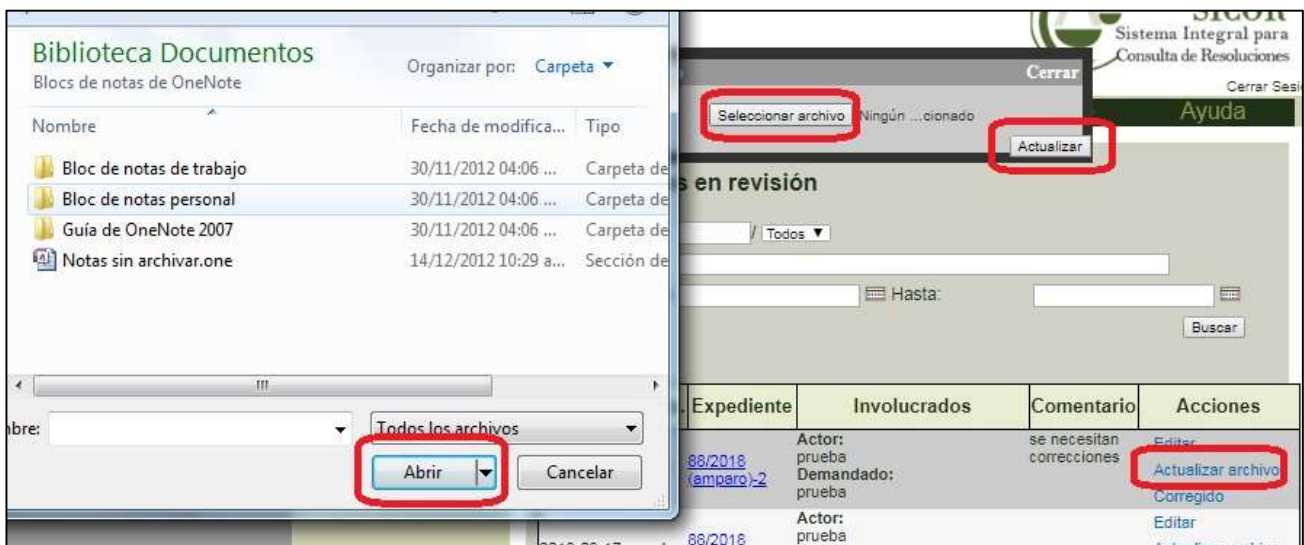 Biblioteca Documentos
Blocs de notas de OneNote
Organizar por: Carpeta
Nombre Fecha de modifica... Tipo
Bloc de notas de trabajo 30/11/2012 04:06 ... Carpeta de
Bloc de notas personal 30/11/2012 04:06 ... Carpeta de
Guía de OneNote 2007 30/11/2012 04:06 ... Carpeta de
Notas sin archivar.one 14/12/2012 10:29 a... Sección de
mbre: Todos los archivos
Abrir Cancelar
SICOR
Sistema Integral para
Consulta de Resoluciones
Cerrar Sesi
Ayuda
Cerrar
Seleccionar archivo Ningún ...cionado
Actualizar
s en revisión
/ Todos
Hasta:
Buscar
Expediente Involucrados Comentario Acciones
88/2018
(amparo)-2
Actor:
prueba
Demandado:
prueba
se necesitan
correcciones
Editar
Actualizar archivo
Corregido
88/2018
Actor:
prueba
Editar